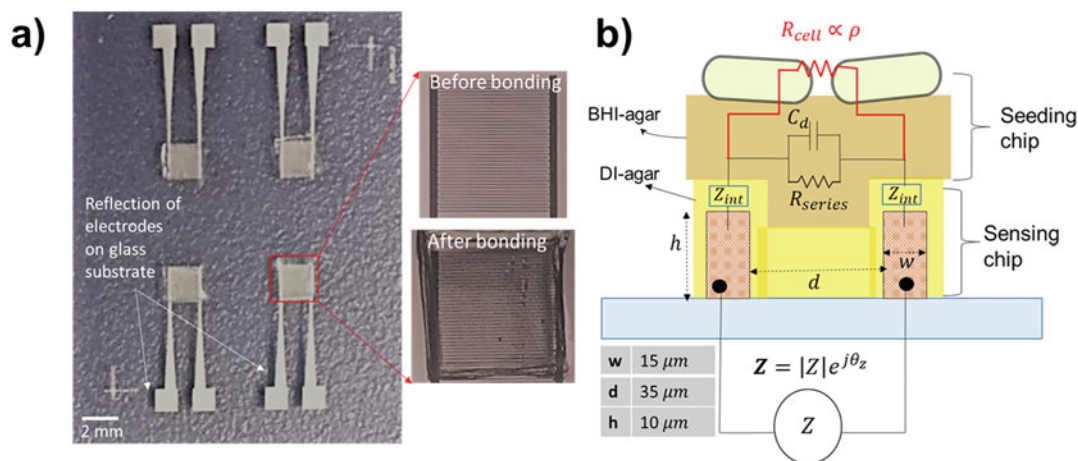 a)
Before bonding
After bonding
Reflection of
electrodes
on glass
substrate
2 mm
b)
R_cell ∝ ρ
BHI-agar
C_d
Seeding
chip
DI-agar
Z_int
R_series
Z_int
Sensing
chip
h
w
d
w 15 μm
d 35 μm
h 10 μm
Z = |Z|e^{jθ_z}
Z